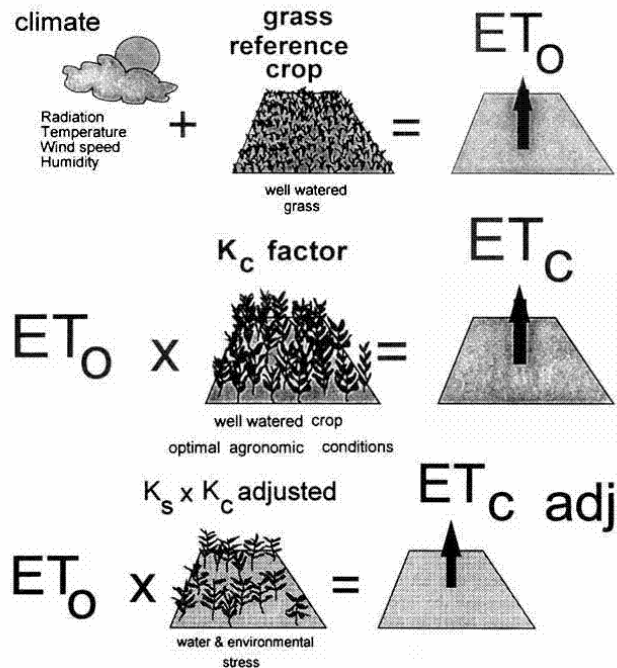 climate
Radiation
Temperature
Wind speed
Humidity
+
grass
reference
crop
well watered
grass
=
ETo
ETo x
Kc factor
well watered crop
optimal agronomic conditions
=
ETc
ETo x
Ks x Kc adjusted
water & environmental
stress
=
ETc adj